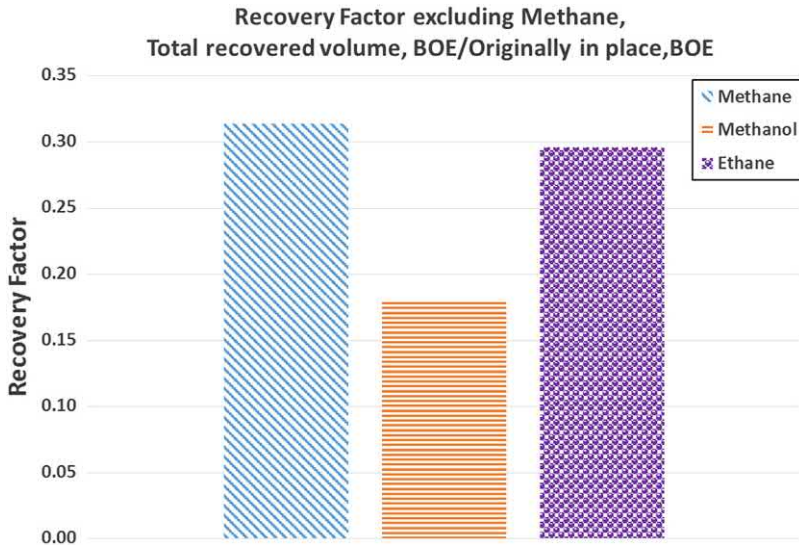 Recovery Factor excluding Methane,
Total recovered volume, BOE/Originally in place,BOE
0.35
0.30
0.25
0.20
0.15
0.10
0.05
0.00
Recovery Factor
Methane
Methanol
Ethane